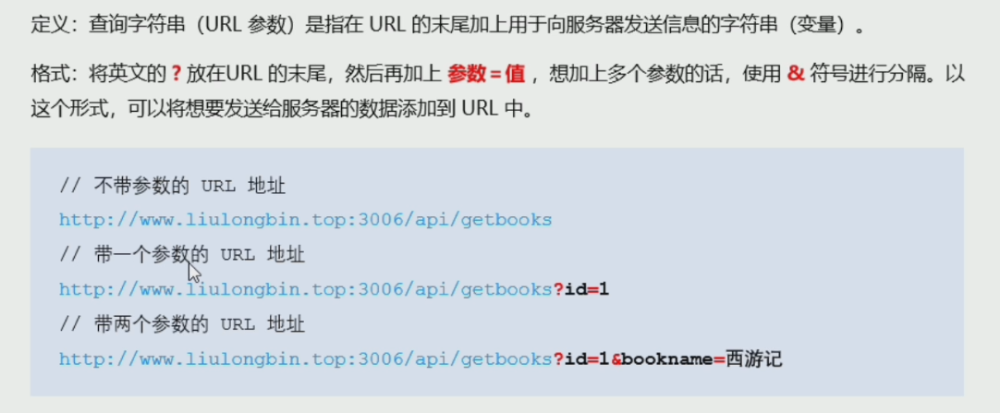 定义：查询字符串（URL 参数）是指在 URL 的末尾加上用于向服务器发送信息的字符串（变量）。
格式：将英文的 ? 放在URL 的末尾，然后再加上 参数=值 ，想加上多个参数的话，使用 & 符号进行分隔。以
这个形式，可以将想要发送给服务器的数据添加到 URL 中。
// 不带参数的 URL 地址
http://www.liulongbin.top:3006/api/getbooks
// 带一个参数的 URL 地址
http://www.liulongbin.top:3006/api/getbooks?id=1
// 带两个参数的 URL 地址
http://www.liulongbin.top:3006/api/getbooks?id=1&bookname=西游记